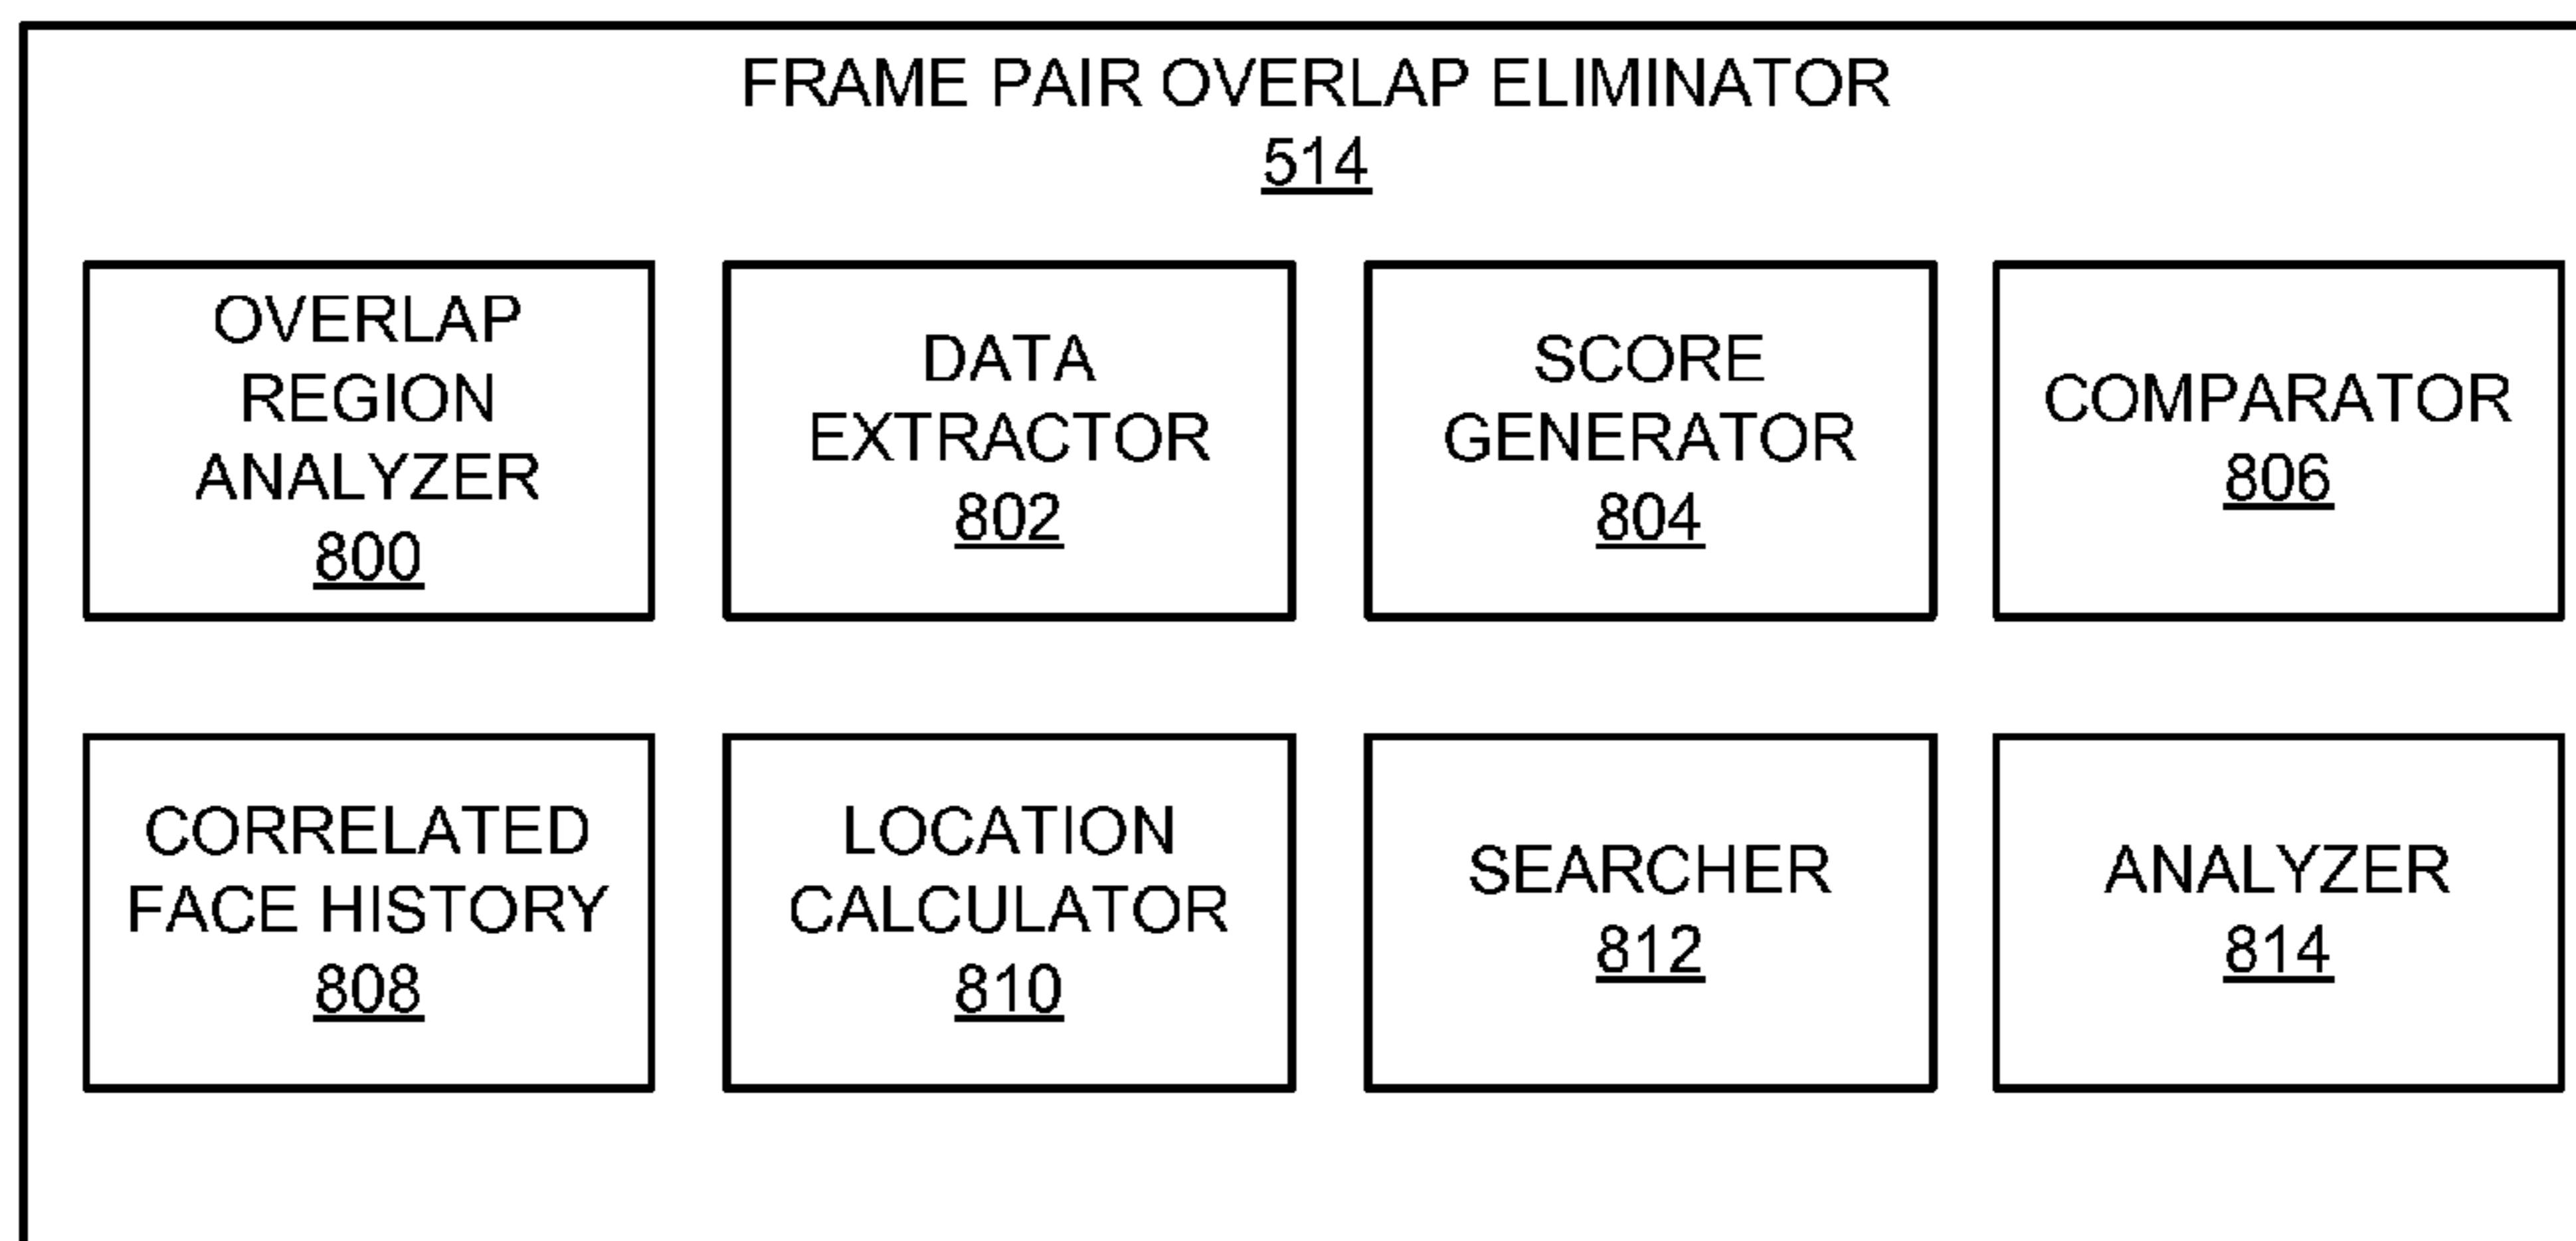 FRAME PAIR OVERLAP ELIMINATOR
514
OVERLAP
REGION
ANALYZER
800
DATA
EXTRACTOR
802
SCORE
GENERATOR
804
COMPARATOR
806
CORRELATED
FACE HISTORY
808
LOCATION
CALCULATOR
810
SEARCHER
812
ANALYZER
814